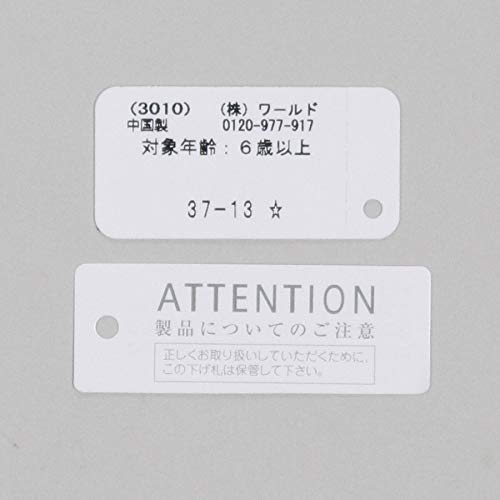 (3010) (株) ワールド
中国製 0120-977-917
対象年齢：６歳以上
37-13 ☆
ATTENTION
製品についてのご注意
正しくお取り扱いしていただくために、
この下げ札は保管して下さい。